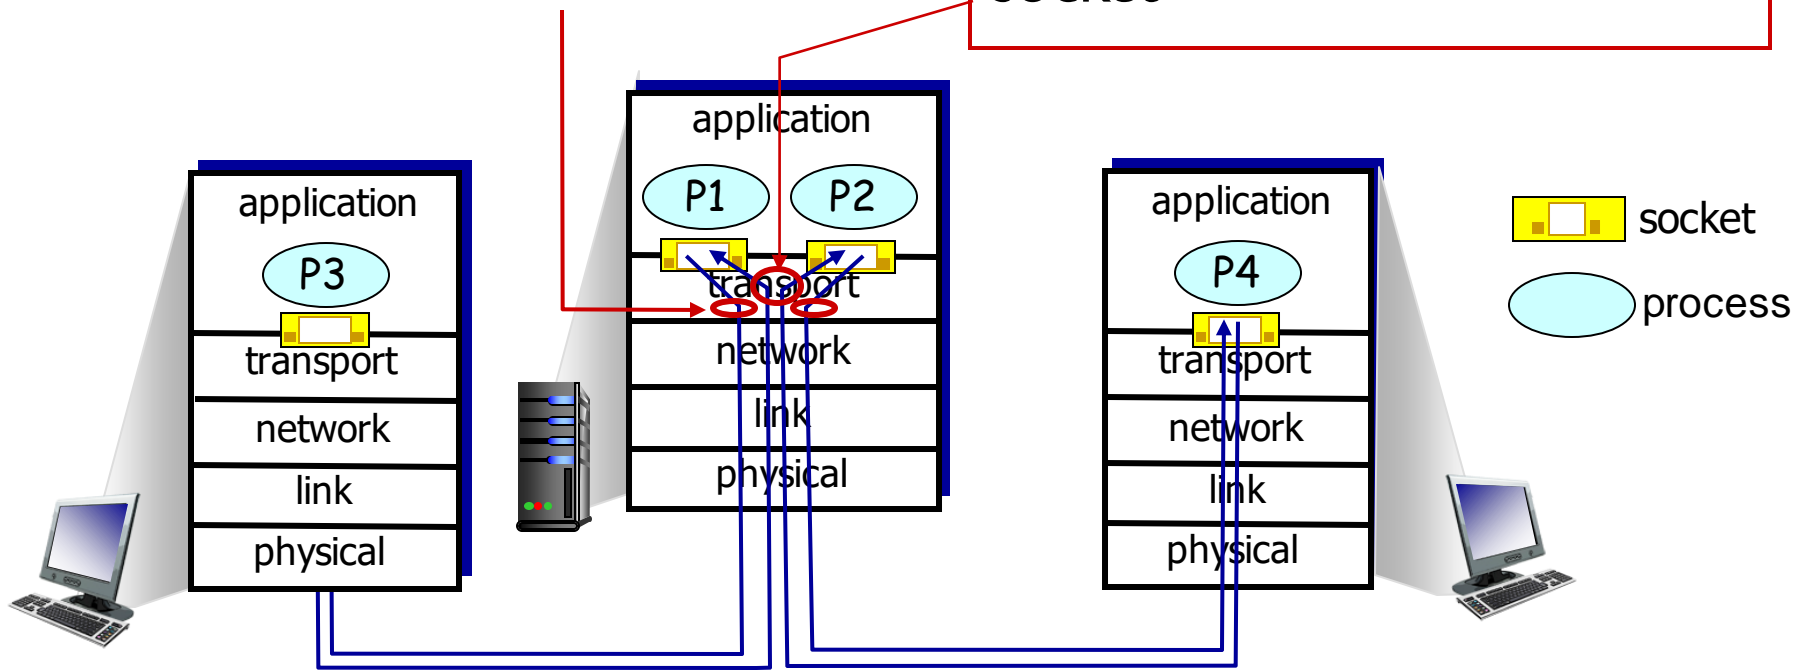 socket
application
P1 P2
transport
network
link
physical
application
P3
transport
network
link
physical
application
P4
transport
network
link
physical
socket
process